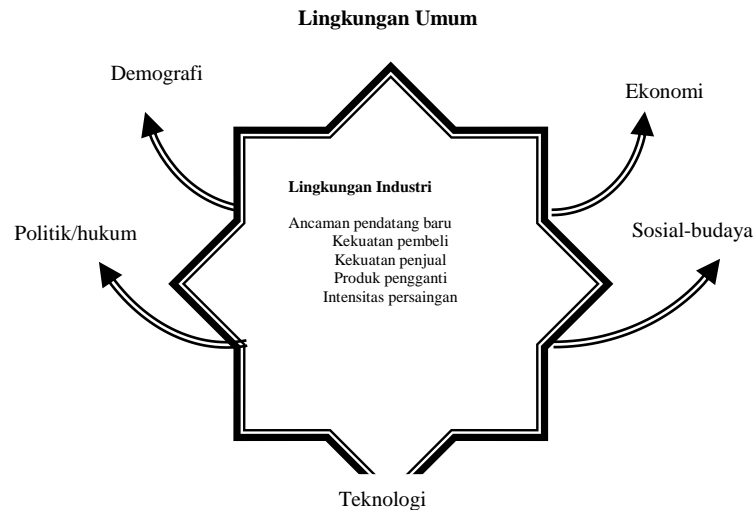 Lingkungan Umum
Demografi
Ekonomi
Lingkungan Industri
Ancaman pendatang baru
Kekuatan pembeli
Kekuatan penjual
Produk pengganti
Intensitas persaingan
Politik/hukum
Sosial-budaya
Teknologi